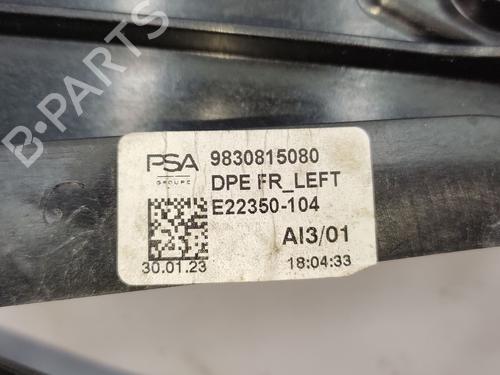 B-PARTS
PSA 9830815080
GROUPE DPE FR_LEFT
E22350-104
AI3/01
30.01.23 18:04:33